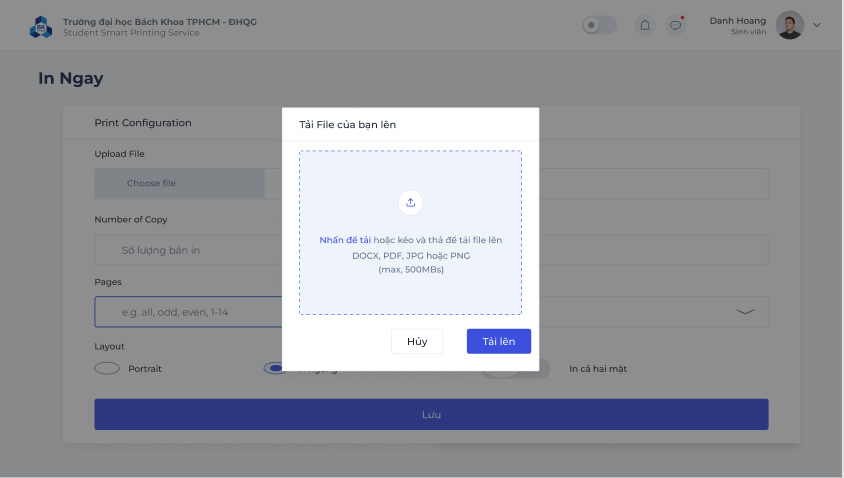 Trường đại học Bách Khoa TPHCM - ĐHQG
Student Smart Printing Service
Danh Hoang
Sinh viên
In Ngay
Print Configuration
Tải File của bạn lên
Upload File
Choose file
Nhấn để tải hoặc kéo và thả để tải file lên
DOCX, PDF, JPG hoặc PNG
(max, 500MBs)
Number of Copy
Số lượng bản in
Pages
e.g. all, odd, even, 1-14
Hủy
Tải lên
Layout
Portrait
In cả hai mặt
Lưu